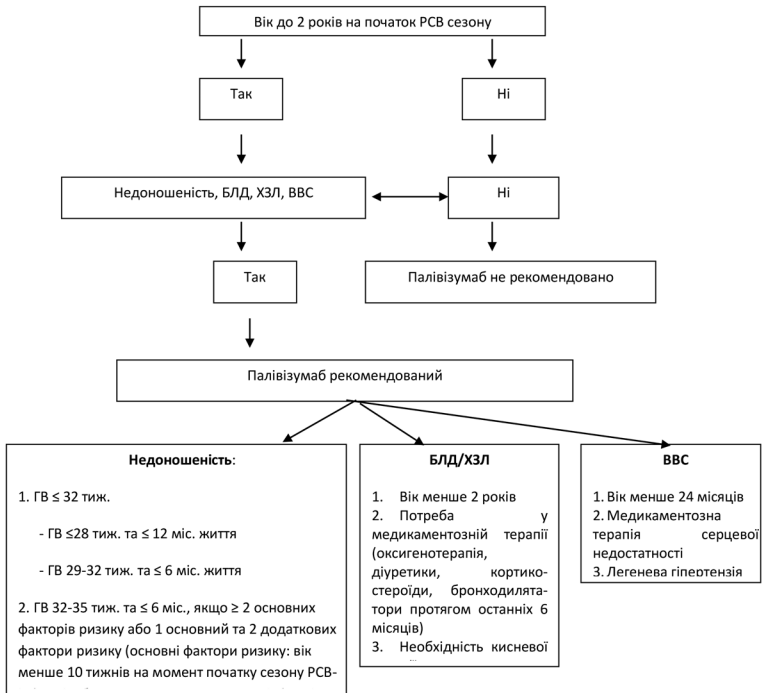 Вік до 2 років на початок РСВ сезону
Так
Ні
Недоношеність, БЛД, ХЗЛ, ВВС
Ні
Так
Палівізумаб не рекомендовано
Палівізумаб рекомендований
Недоношеність:
1. ГВ ≤ 32 тиж.
- ГВ ≤28 тиж. та ≤ 12 міс. життя
- ГВ 29-32 тиж. та ≤ 6 міс. життя
2. ГВ 32-35 тиж. та ≤ 6 міс., якщо ≥ 2 основних
факторів ризику або 1 основний та 2 додаткових
фактори ризику (основні фактори ризику: вік
менше 10 тижнів на момент початку сезону РСВ-
БЛД/ХЗЛ
1. Вік менше 2 років
2. Потреба у
медикаментозній терапії
(оксигенотерапія,
діуретики, кортико-
стероїди, бронходилята-
тори протягом останніх 6
місяців)
3. Необхідність кисневої
ВВС
1. Вік менше 24 місяців
2. Медикаментозна
терапія серцевої
недостатності
3. Легенева гіпертензія